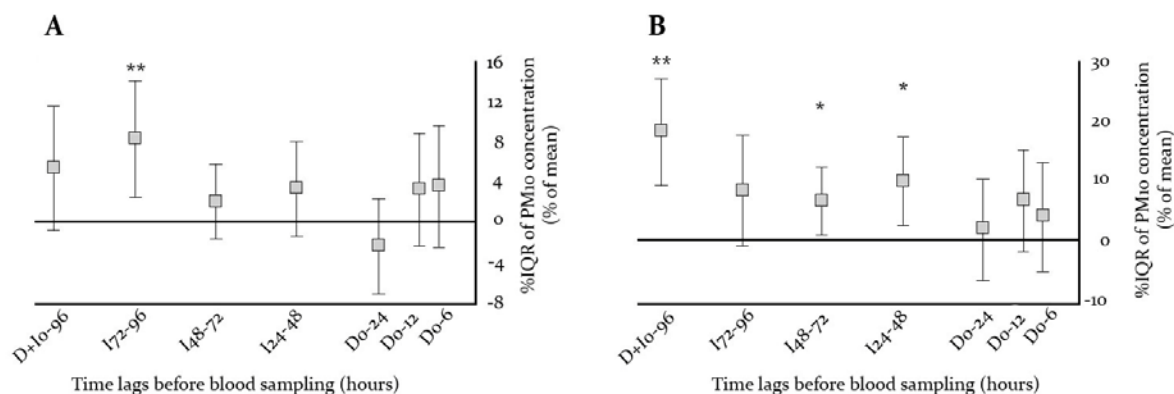 A
16
12
8
4
0
-4
-8
**
%IQR of PM10 concentration
(% of mean)
D+I0-96
I72-96
I48-72
I24-48
D0-24
D0-12
D0-6
Time lags before blood sampling (hours)
B
30
20
10
0
-10
**
*
*
%IQR of PM10 concentration
(% of mean)
D+I0-96
I72-96
I48-72
I24-48
D0-24
D0-12
D0-6
Time lags before blood sampling (hours)